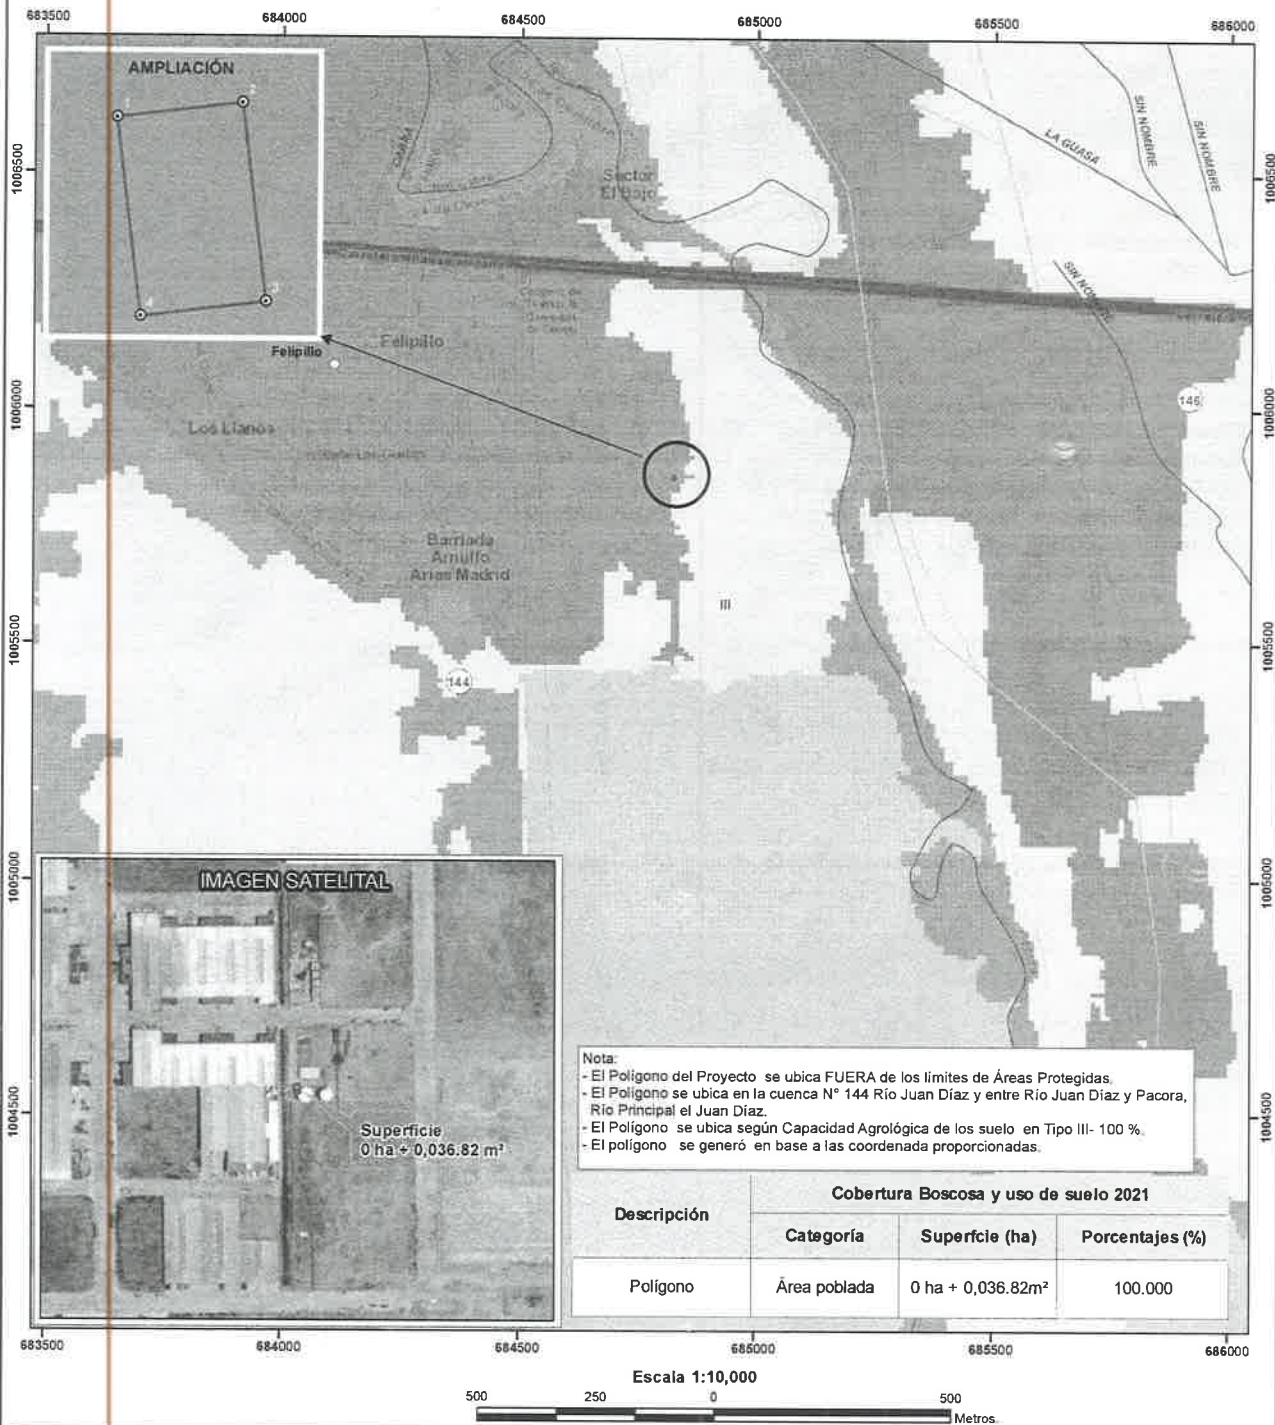 683500 684000 684500 685000 685500 686000
AMPLIACIÓN
1
2
3
4
1006500
1006500
Sector
El Bajo
LA GUASA
SIN NOMBRE
SIN NOMBRE
SIN NOMBRE
CABRA
Felipillo
Felipillo
1006000
1006000
146
Los Llanos
Barriada
Arnulfo
Arias Madrid
III
1005500
1005500
144
1005000
1005000
IMAGEN SATELITAL
Superficie
0 ha + 0,036.82 m²
1004500
1004500
Nota:
- El Polígono del Proyecto se ubica FUERA de los límites de Áreas Protegidas.
- El Polígono se ubica en la cuenca N° 144 Río Juan Díaz y entre Río Juan Díaz y Pacora,
Río Principal el Juan Díaz.
- El Polígono se ubica según Capacidad Agrológica de los suelo en Tipo III- 100 %.
- El polígono se generó en base a las coordenada proporcionadas.
Descripción
Cobertura Boscosa y uso de suelo 2021
Categoría Superfcie (ha) Porcentajes (%)
Polígono Área poblada 0 ha + 0,036.82m² 100.000
683500 684000 684500 685000 685500 686000
Escala 1:10,000
500 250 0 500
Metros.